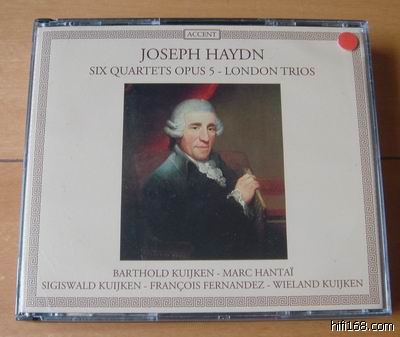 ACCENT
JOSEPH HAYDN
SIX QUARTETS OPUS 5 - LONDON TRIOS
BARTHOLD KUIJKEN - MARC HANTAÏ
SIGISWALD KUIJKEN - FRANÇOIS FERNANDEZ - WIELAND KUIJKEN
hifi168.com